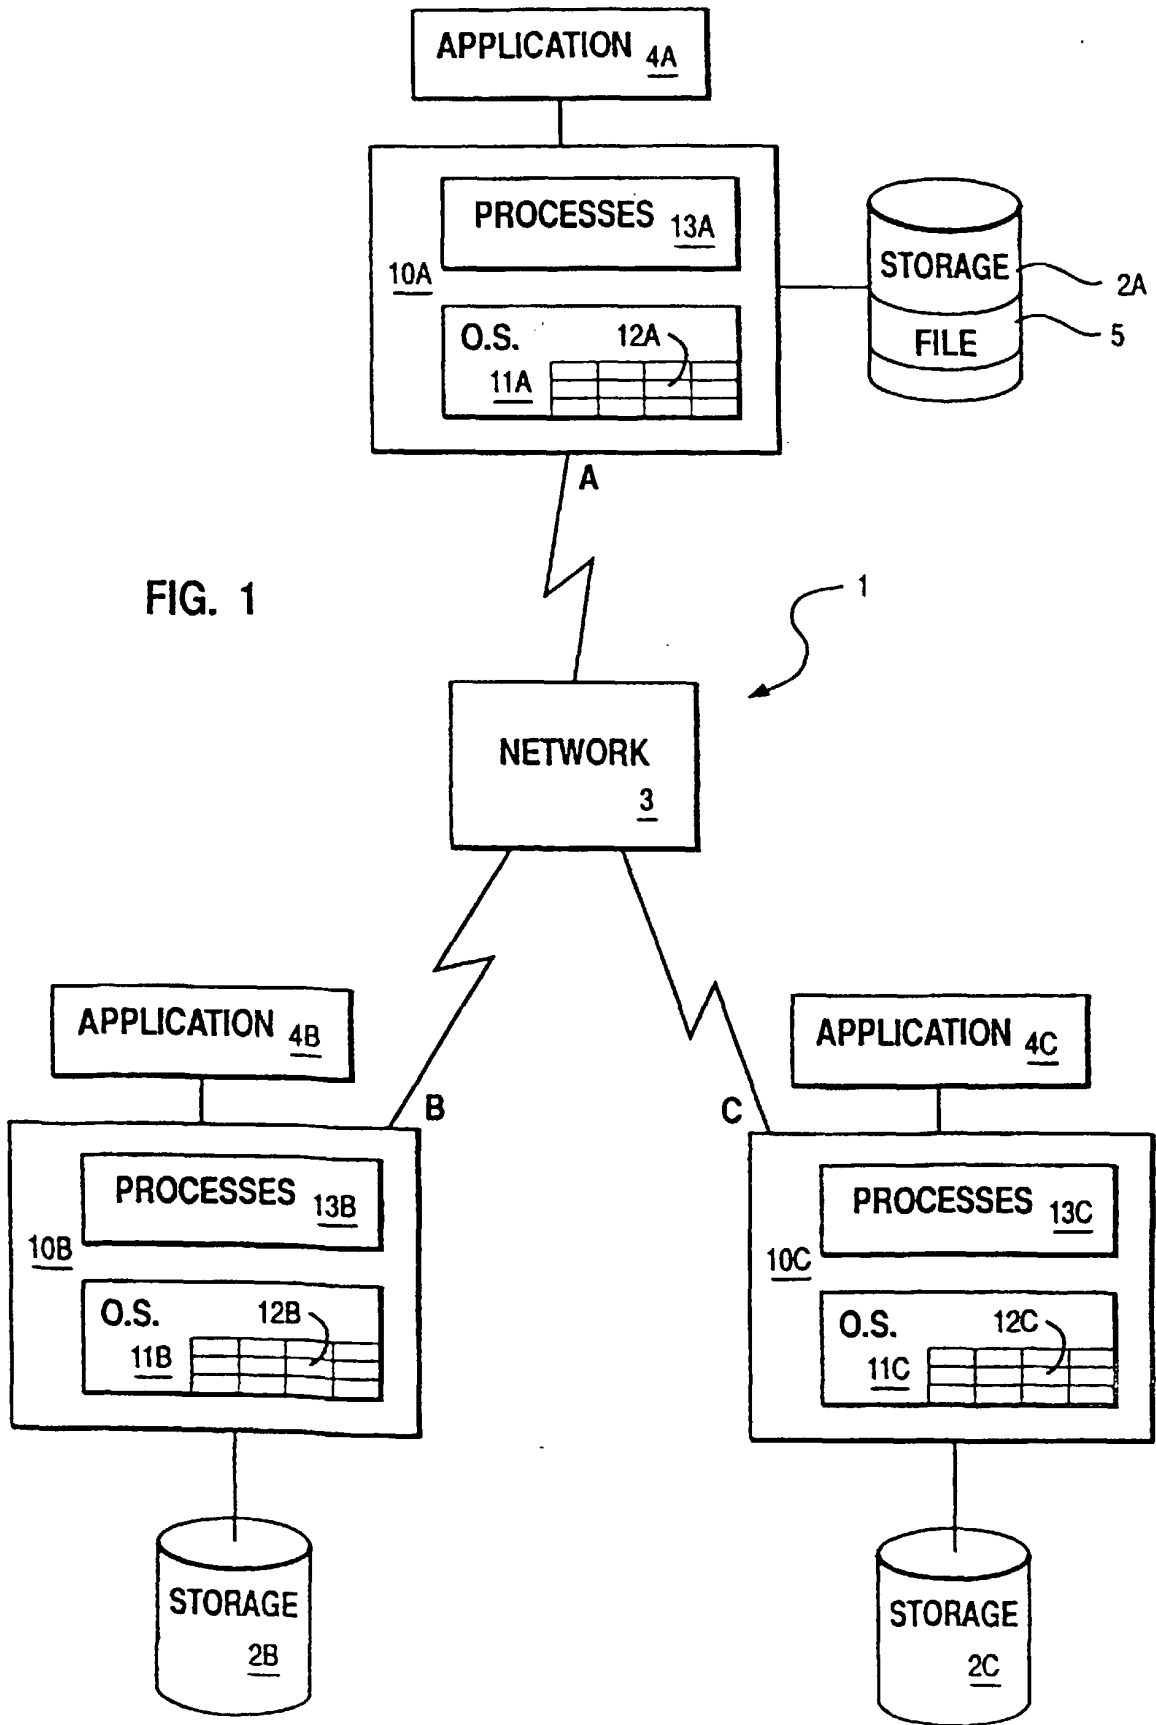 APPLICATION 4A
PROCESSES 13A
10A
STORAGE
2A
O.S.
12A
11A
FILE
5
A
FIG. 1
1
NETWORK
3
APPLICATION 4B
APPLICATION 4C
B
C
PROCESSES 13B
10B
O.S.
12B
11B
PROCESSES 13C
10C
O.S.
12C
11C
STORAGE
2B
STORAGE
2C